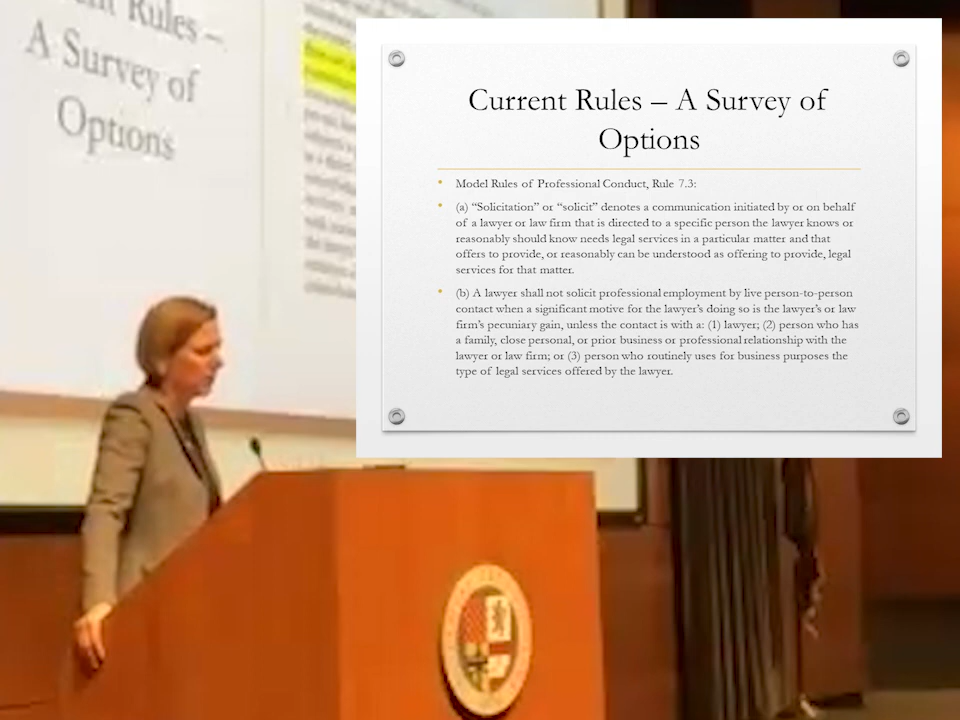 Rules –
A Survey of
Options
Current Rules – A Survey of
Options
Model Rules of Professional Conduct, Rule 7.3:
(a) “Solicitation” or “solicit” denotes a communication initiated by or on behalf
of a lawyer or law firm that is directed to a specific person the lawyer knows or
reasonably should know needs legal services in a particular matter and that
offers to provide, or reasonably can be understood as offering to provide, legal
services for that matter.
(b) A lawyer shall not solicit professional employment by live person-to-person
contact when a significant motive for the lawyer’s doing so is the lawyer’s or law
firm’s pecuniary gain, unless the contact is with a: (1) lawyer; (2) person who has
a family, close personal, or prior business or professional relationship with the
lawyer or law firm; or (3) person who routinely uses for business purposes the
type of legal services offered by the lawyer.